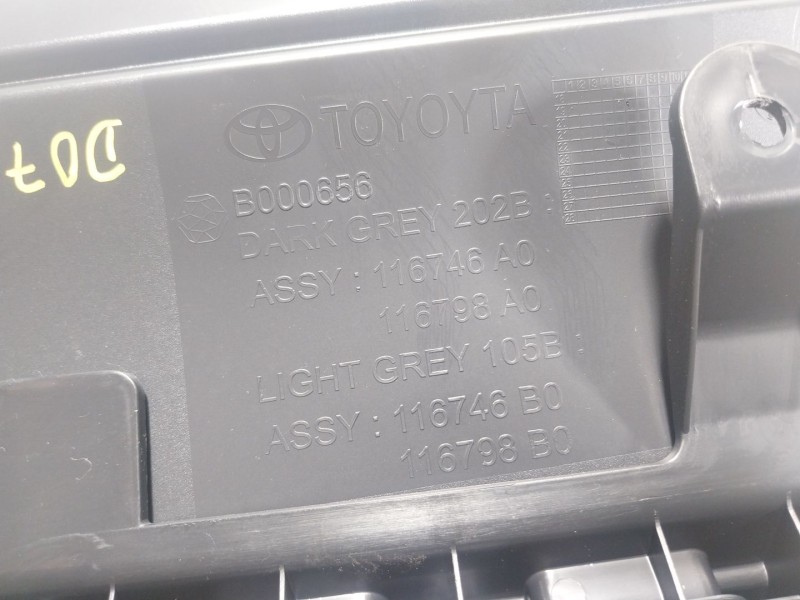 TOYOYTA
D07
B000656
DARK GREY 202B :
ASSY : 116746 A0
116798 A0
LIGHT GREY 105B :
ASSY : 116746 B0
116798 B0